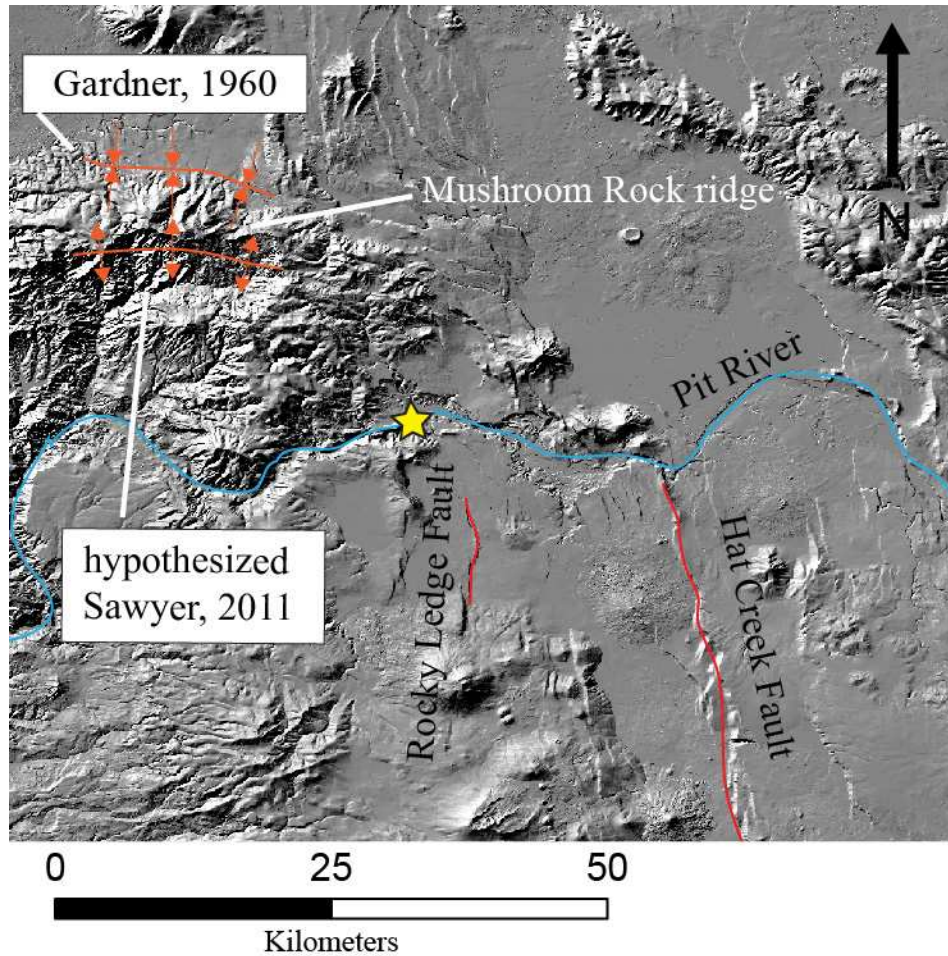 Gardner, 1960
Mushroom Rock ridge
N
Pit River
hypothesized
Sawyer, 2011
Rocky Ledge Fault
Hat Creek Fault
0 25 50
Kilometers